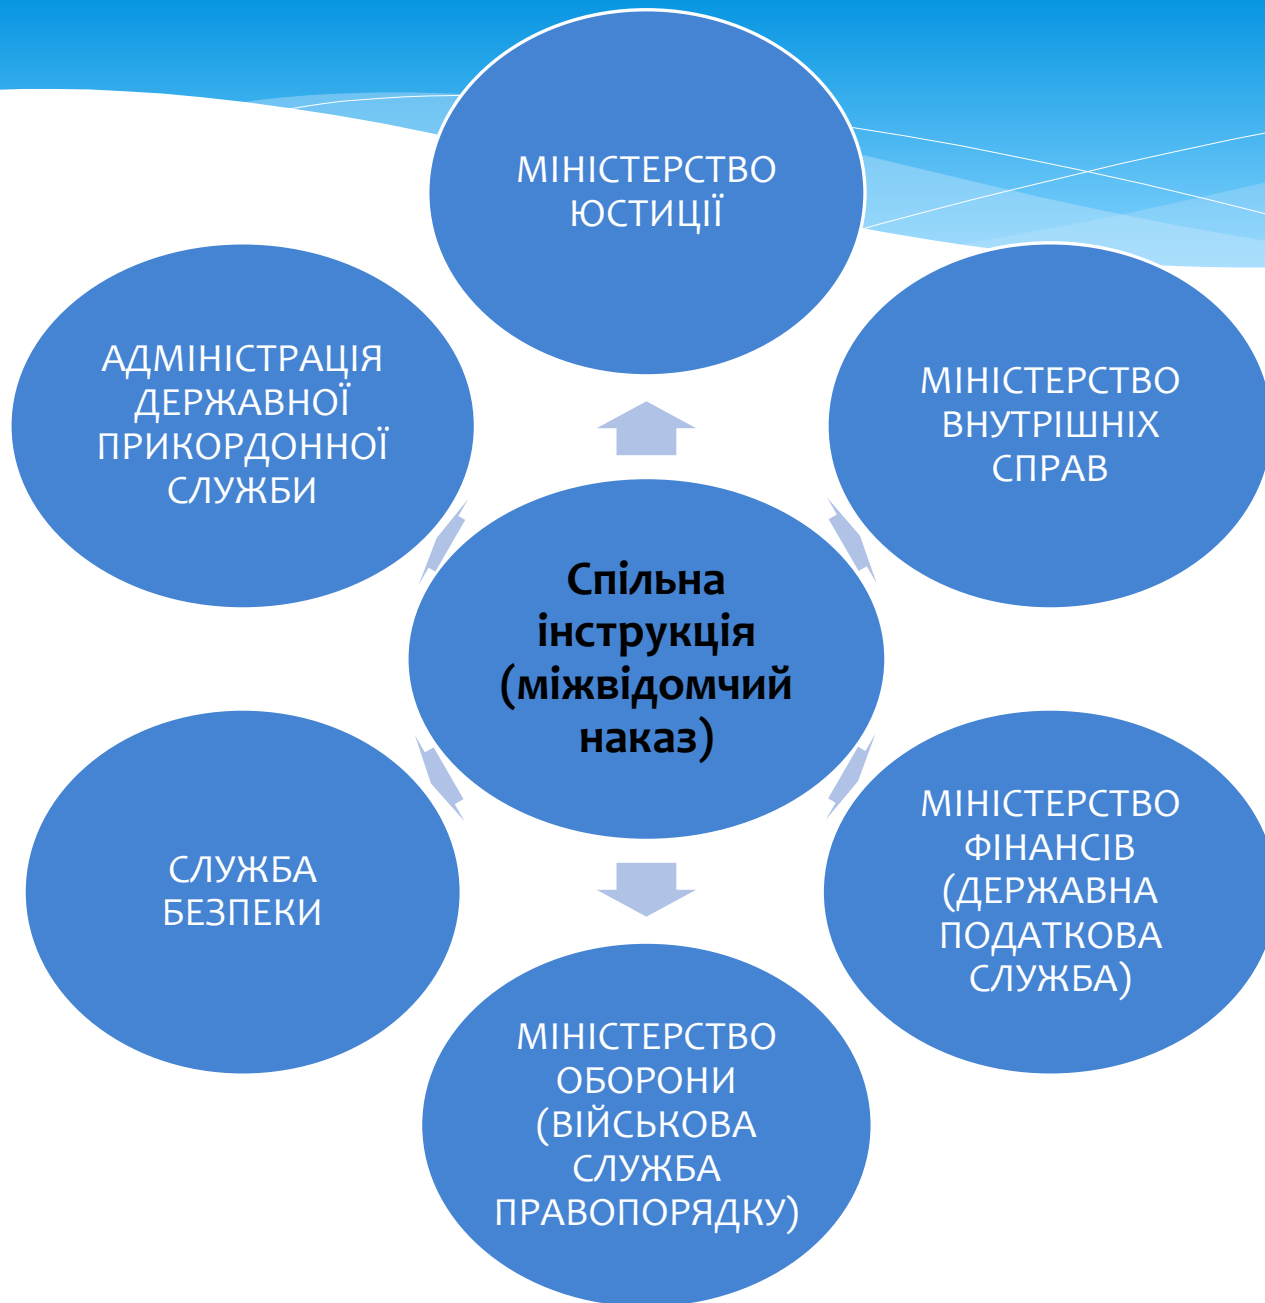 МІНІСТЕРСТВО
ЮСТИЦІЇ
МІНІСТЕРСТВО
ВНУТРІШНІХ
СПРАВ
МІНІСТЕРСТВО
ФІНАНСІВ
(ДЕРЖАВНА
ПОДАТКОВА
СЛУЖБА)
МІНІСТЕРСТВО
ОБОРОНИ
(ВІЙСЬКОВА
СЛУЖБА
ПРАВОПОРЯДКУ)
СЛУЖБА
БЕЗПЕКИ
АДМІНІСТРАЦІЯ
ДЕРЖАВНОЇ
ПРИКОРДОННОЇ
СЛУЖБИ
Спільна
інструкція
(міжвідомчий
наказ)